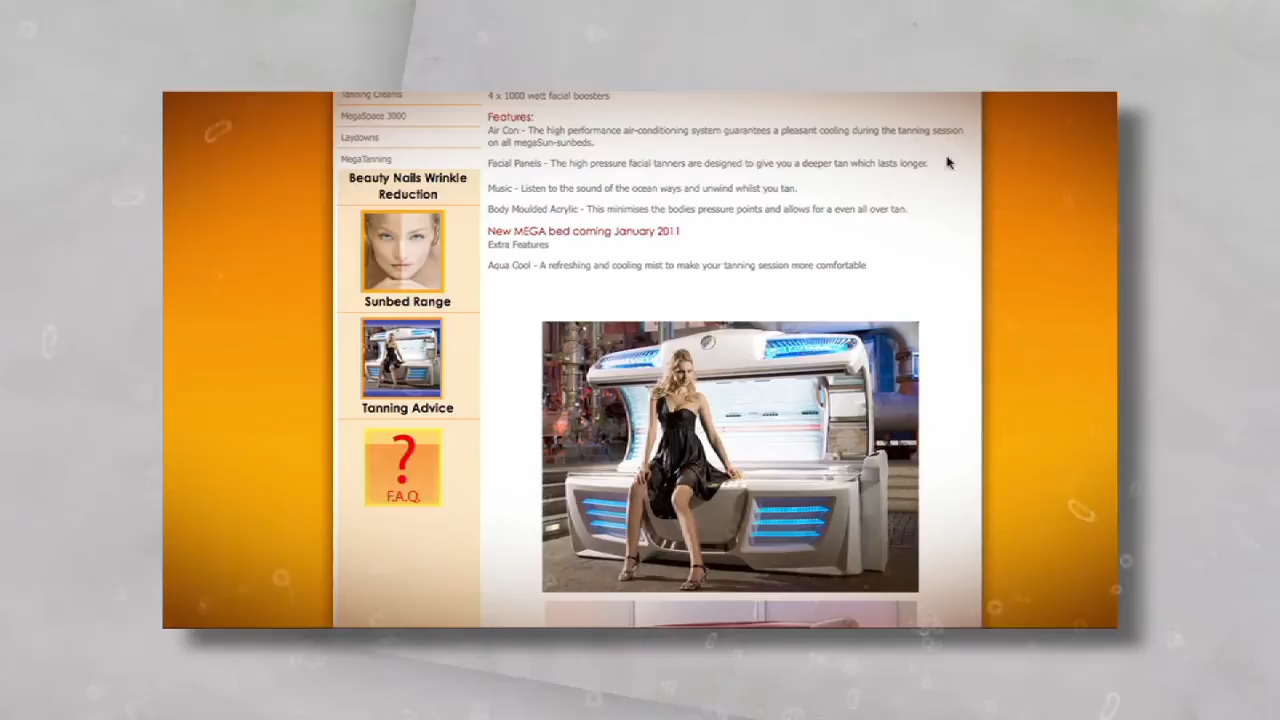 Tanning Creams
MegaSpace 3000
Laydowns
MegaTanning
Beauty Nails Wrinkle
Reduction
Sunbed Range
Tanning Advice
?
F.A.Q.
4 x 1000 watt facial boosters
Features:
Air Con - The high performance air-conditioning system guarantees a pleasant cooling during the tanning session
on all megaSun-sunbeds.
Facial Panels - The high pressure facial tanners are designed to give you a deeper tan which lasts longer.
Music - Listen to the sound of the ocean ways and unwind whilst you tan.
Body Moulded Acrylic - This minimises the bodies pressure points and allows for a even all over tan.
New MEGA bed coming January 2011
Extra Features
Aqua Cool - A refreshing and cooling mist to make your tanning session more comfortable